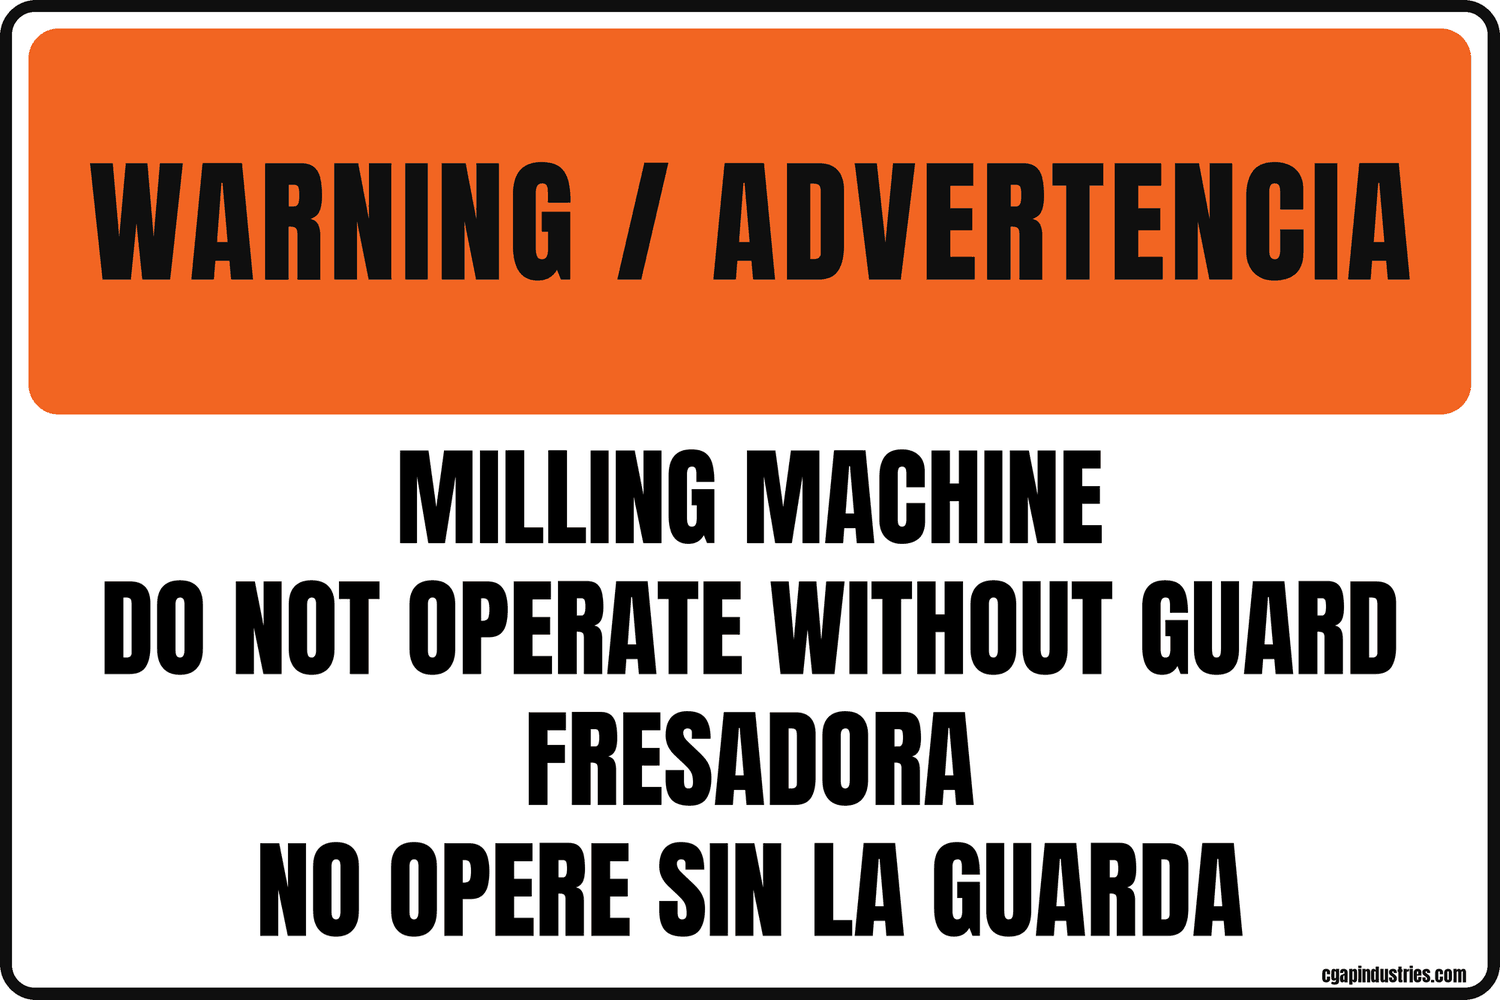 WARNING / ADVERTENCIA
MILLING MACHINE
DO NOT OPERATE WITHOUT GUARD
FRESADORA
NO OPERE SIN LA GUARDA
cgapindustries.com